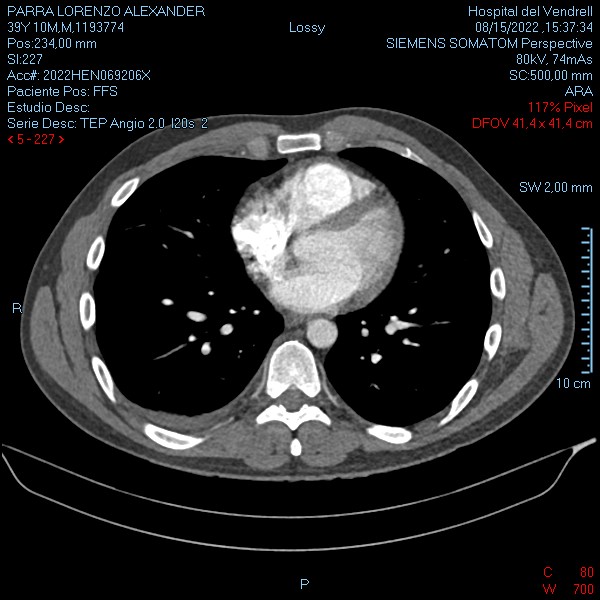 PARRA LORENZO ALEXANDER
39Y 10M,M,1193774
Pos:234,00 mm
SI:227
Acc#: 2022HEN069206X
Paciente Pos: FFS
Estudio Desc:
Serie Desc: TEP Angio 2.0 I20s 2
< 5 - 227 >
Lossy
Hospital del Vendrell
08/15/2022 ,15:37:34
SIEMENS SOMATOM Perspective
80kV, 74mAs
SC:500,00 mm
ARA
117% Pixel
DFOV 41,4 x 41,4 cm
SW 2,00 mm
R
10 cm
P
C 80
W 700